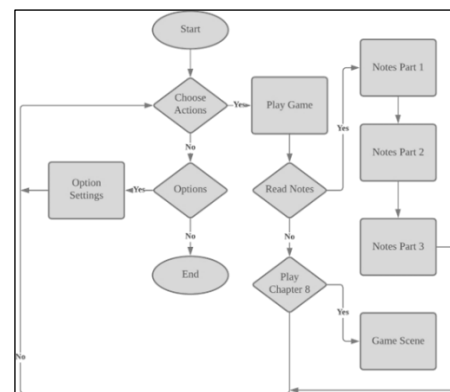 Start
Choose
Actions
Yes
Play Game
Notes Part 1
No
Yes
Notes Part 2
Option
Settings
Yes
Options
Read Notes
No
No
Notes Part 3
End
Play
Chapter 8
Yes
Game Scene
No